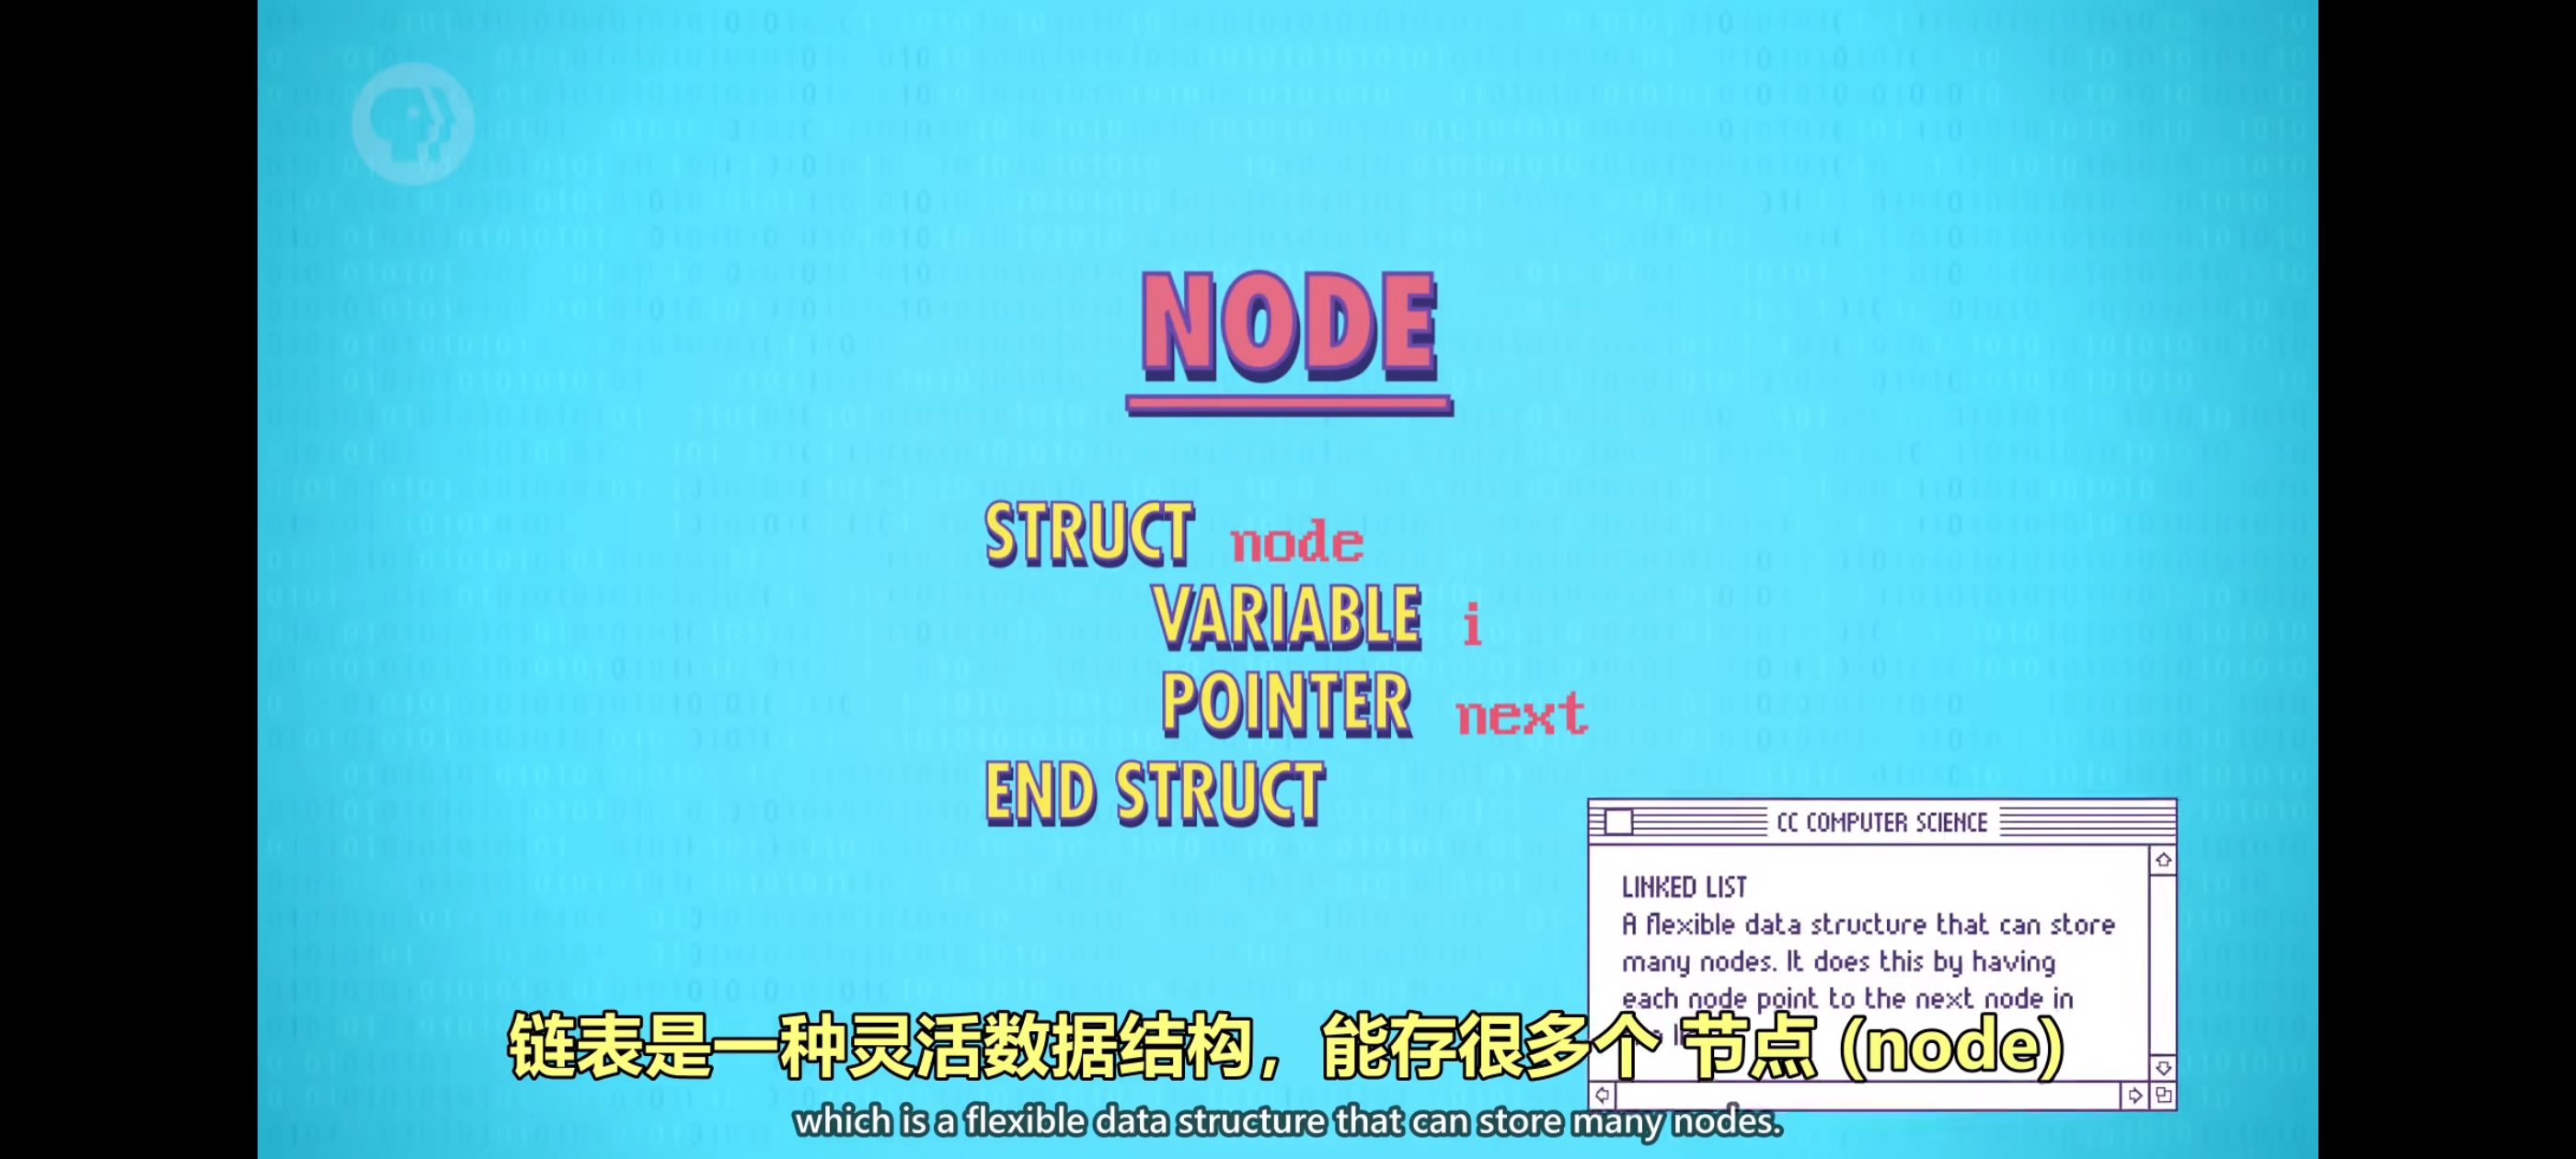 NODE
STRUCT node
VARIABLE i
POINTER next
END STRUCT
CC COMPUTER SCIENCE
LINKED LIST
A flexible data structure that can store
many nodes. It does this by having
each node point to the next node in
链表是一种灵活数据结构，能存很多个 节点 (node)
which is a flexible data structure that can store many nodes.